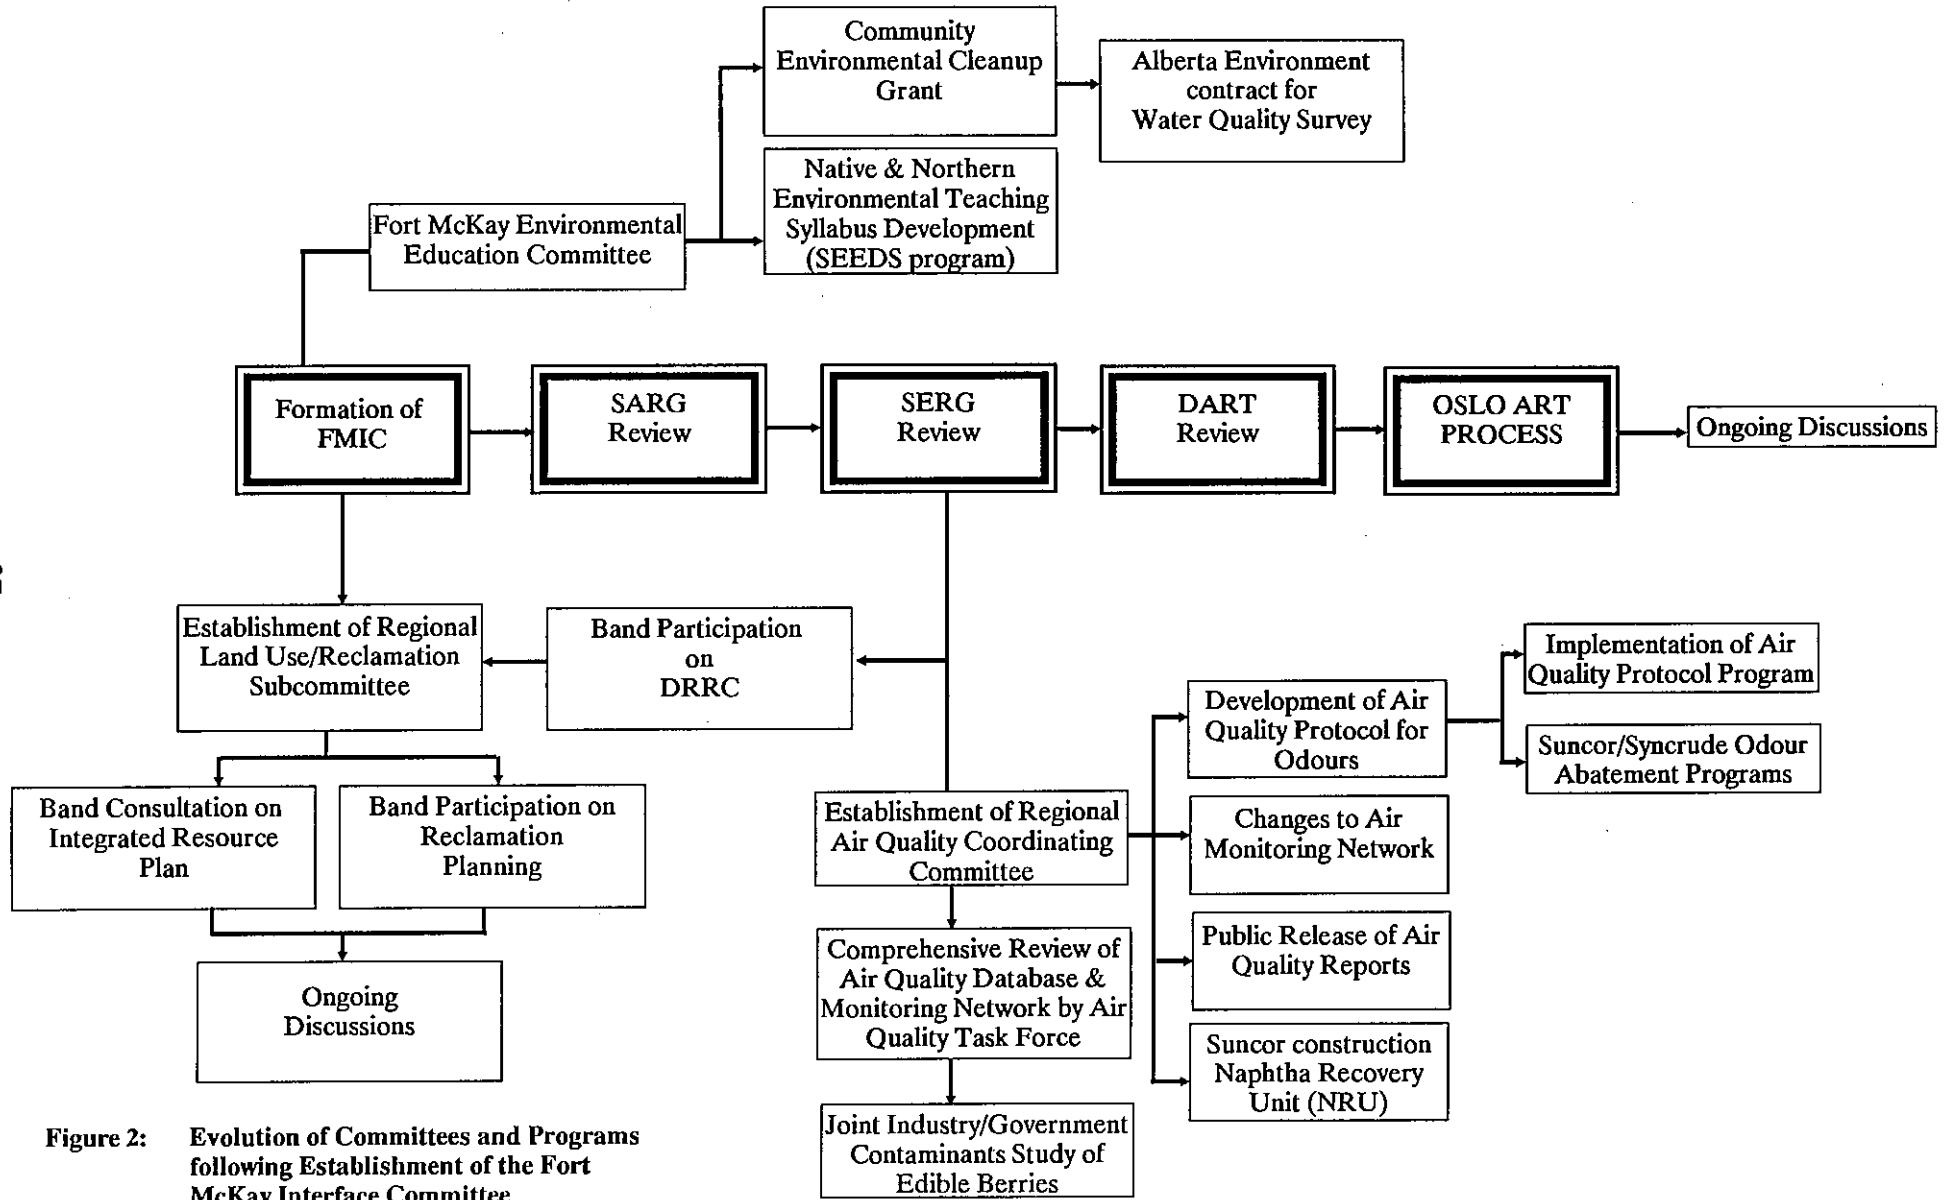 Community
Environmental Cleanup
Grant
Alberta Environment
contract for
Water Quality Survey
Native & Northern
Environmental Teaching
Syllabus Development
(SEEDS program)
Fort McKay Environmental
Education Committee
Formation of
FMIC
SARG
Review
SERG
Review
DART
Review
OSLO ART
PROCESS
Ongoing Discussions
Establishment of Regional
Land Use/Reclamation
Subcommittee
Band Participation
on
DRRC
Band Consultation on
Integrated Resource
Plan
Band Participation on
Reclamation
Planning
Ongoing
Discussions
Establishment of Regional
Air Quality Coordinating
Committee
Comprehensive Review of
Air Quality Database &
Monitoring Network by Air
Quality Task Force
Joint Industry/Government
Contaminants Study of
Edible Berries
Development of Air
Quality Protocol for
Odours
Implementation of Air
Quality Protocol Program
Suncor/Syncrude Odour
Abatement Programs
Changes to Air
Monitoring Network
Public Release of Air
Quality Reports
Suncor construction
Naphtha Recovery
Unit (NRU)
Figure 2: Evolution of Committees and Programs
following Establishment of the Fort
McKay Interface Committee